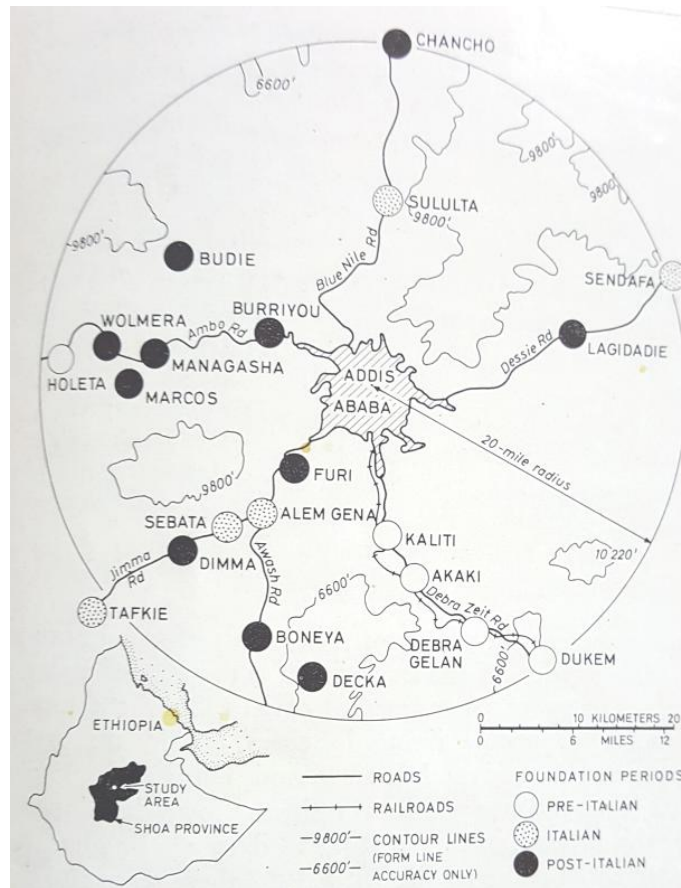 CHANCHO
6600'
9800'
9800'
SULULTA
9800'
9800'
BUDIE
Blue Nile Rd
SENDAFA
BURRIYOU
WOLMERA
Ambo Rd
LAGIDADIE
Dessie Rd
HOLETA
MANAGASHA
MARCOS
ADDIS
ABABA
20-mile radius
9800'
FURI
SEBATA
ALEM GENA
KALITI
10 220'
Jimma
Rd
DIMMA
Awash Rd
AKAKI
TAFKIE
6600'
Debra Zeit Rd
BONEYA
DEBRA
GELAN
6600'
DUKEM
DECKA
ETHIOPIA
STUDY
AREA
SHOA PROVINCE
0 10 KILOMETERS 20
0 6 MILES 12
ROADS
RAILROADS
—9800'— CONTOUR LINES
—6600'— (FORM LINE
ACCURACY ONLY)
FOUNDATION PERIODS
PRE-ITALIAN
ITALIAN
POST-ITALIAN